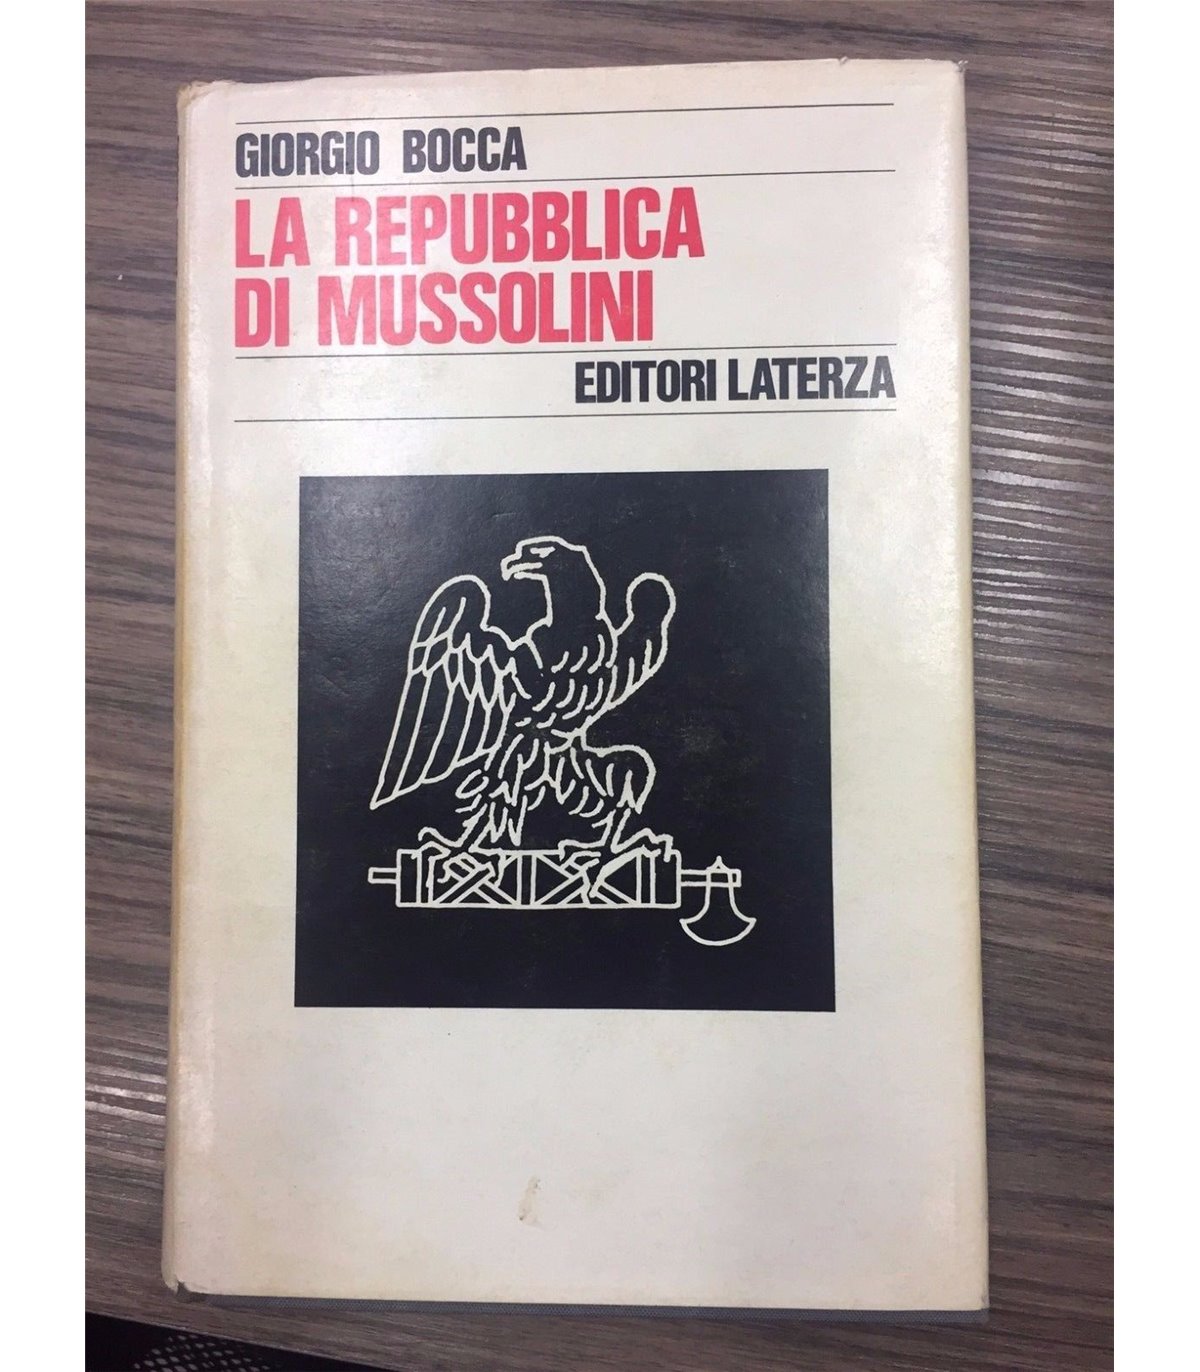 GIORGIO BOCCA
LA REPUBBLICA
DI MUSSOLINI
EDITORI LATERZA